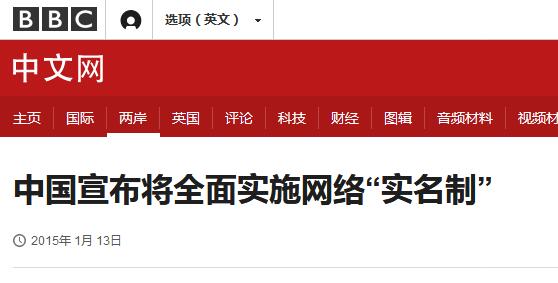 BBC 选项（英文）
中文网
主页 国际 两岸 英国 评论 科技 财经 图辑 音频材料 视频材
中国宣布将全面实施网络“实名制”
2015年 1月 13日